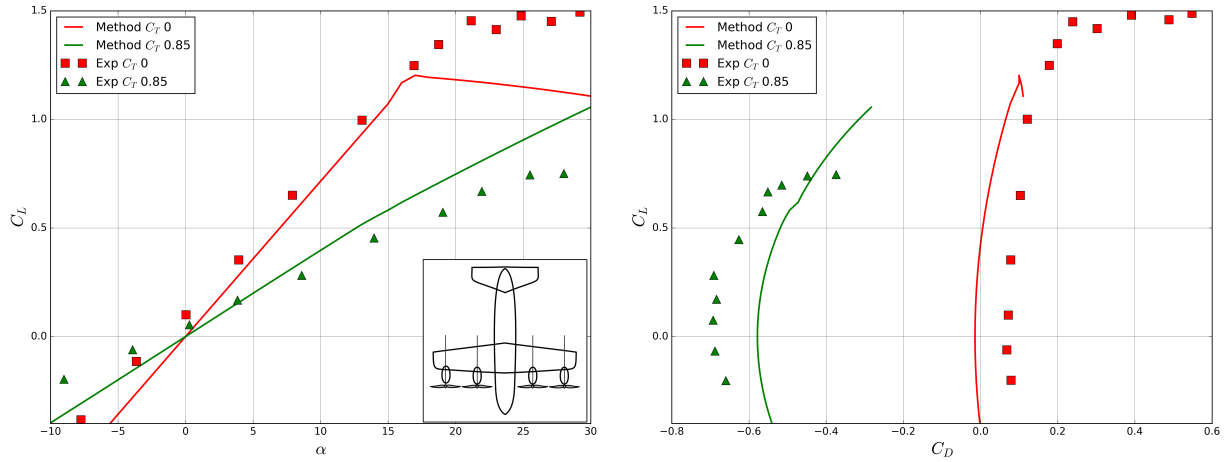 1.5
1.0
0.5
0.0
C_L
−10
−5
0
5
10
15
20
25
30
α
Method C_T 0
Method C_T 0.85
Exp C_T 0
Exp C_T 0.85
1.5
1.0
0.5
0.0
C_L
−0.8
−0.6
−0.4
−0.2
0.0
0.2
0.4
0.6
C_D
Method C_T 0
Method C_T 0.85
Exp C_T 0
Exp C_T 0.85